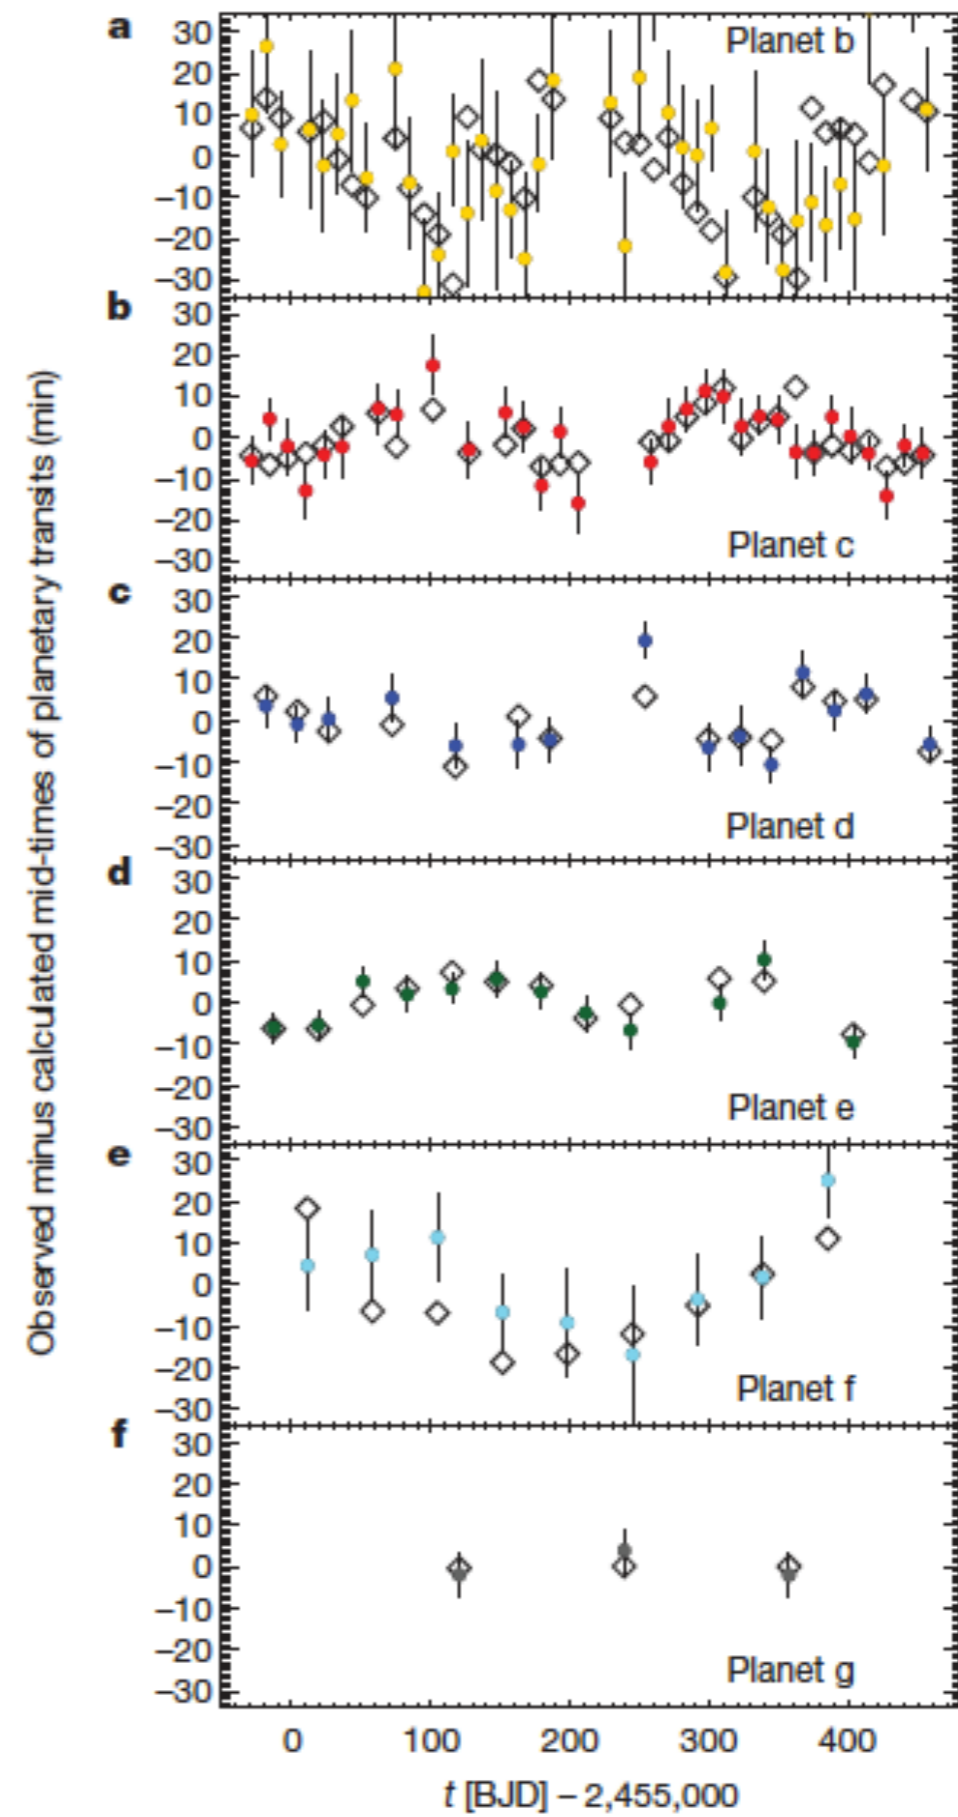 Observed minus calculated mid-times of planetary transits (min)
a
30
20
10
0
–10
–20
–30
Planet b
b
30
20
10
0
–10
–20
–30
Planet c
c
30
20
10
0
–10
–20
–30
Planet d
d
30
20
10
0
–10
–20
–30
Planet e
e
30
20
10
0
–10
–20
–30
Planet f
f
30
20
10
0
–10
–20
–30
Planet g
0 100 200 300 400
t [BJD] – 2,455,000